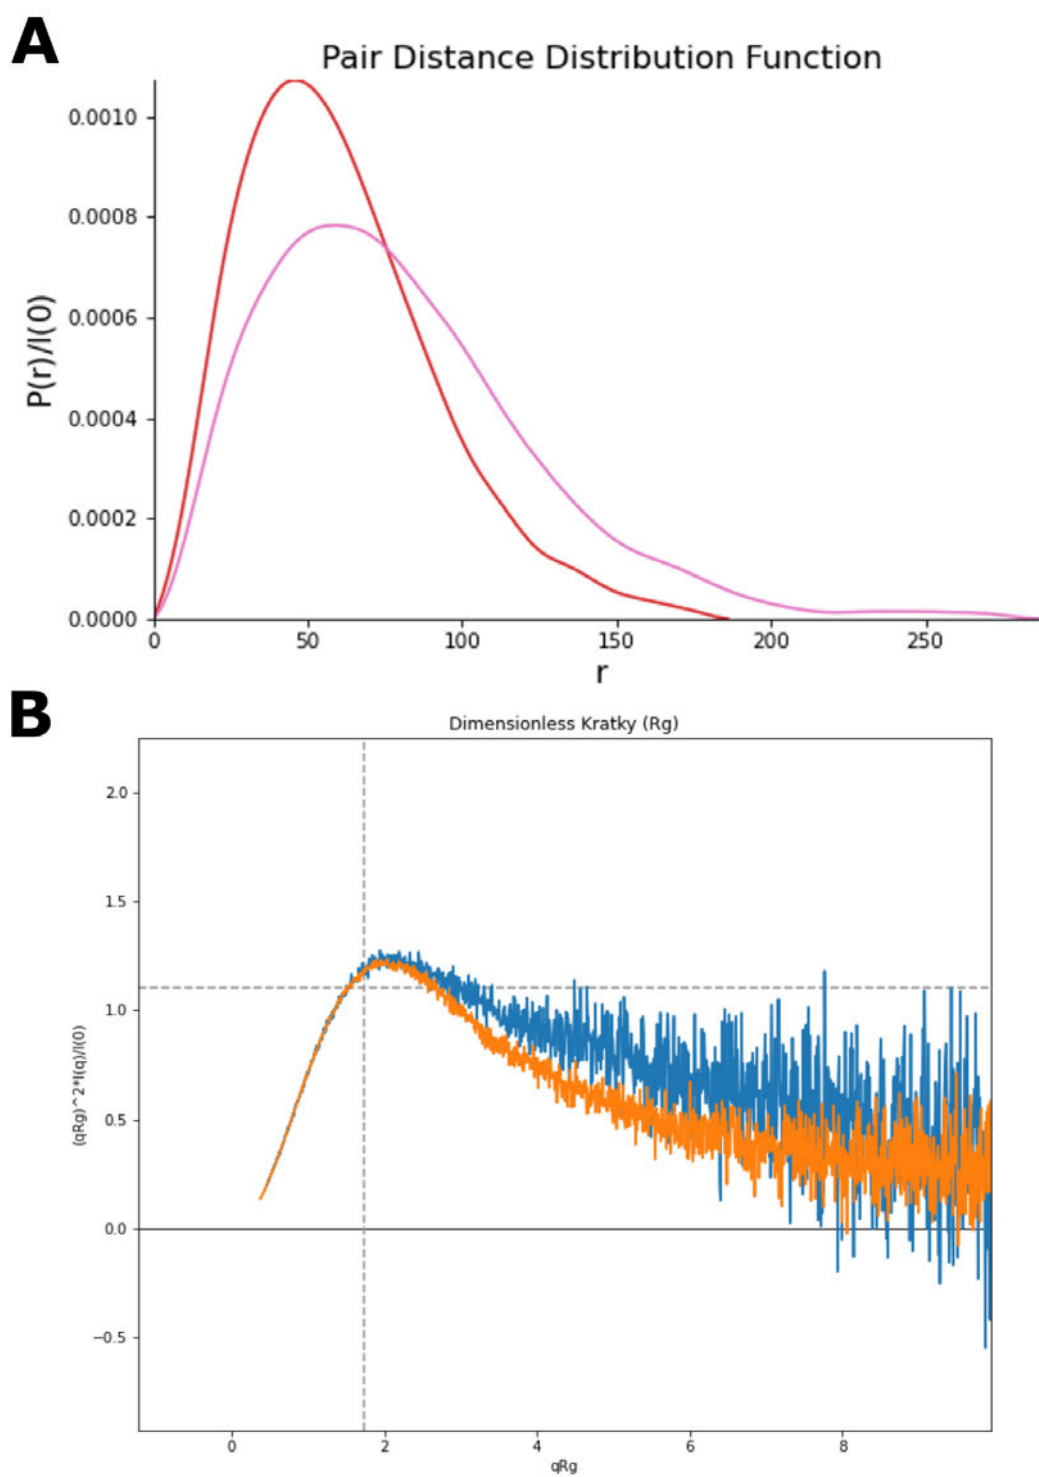 A
Pair Distance Distribution Function
0.0010
0.0008
0.0006
0.0004
0.0002
0.0000
P(r)/I(0)
0 50 100 150 200 250
r
B
Dimensionless Kratky (Rg)
2.0
1.5
1.0
0.5
0.0
−0.5
(qRg)^2*I(q)/I(0)
0 2 4 6 8
qRg